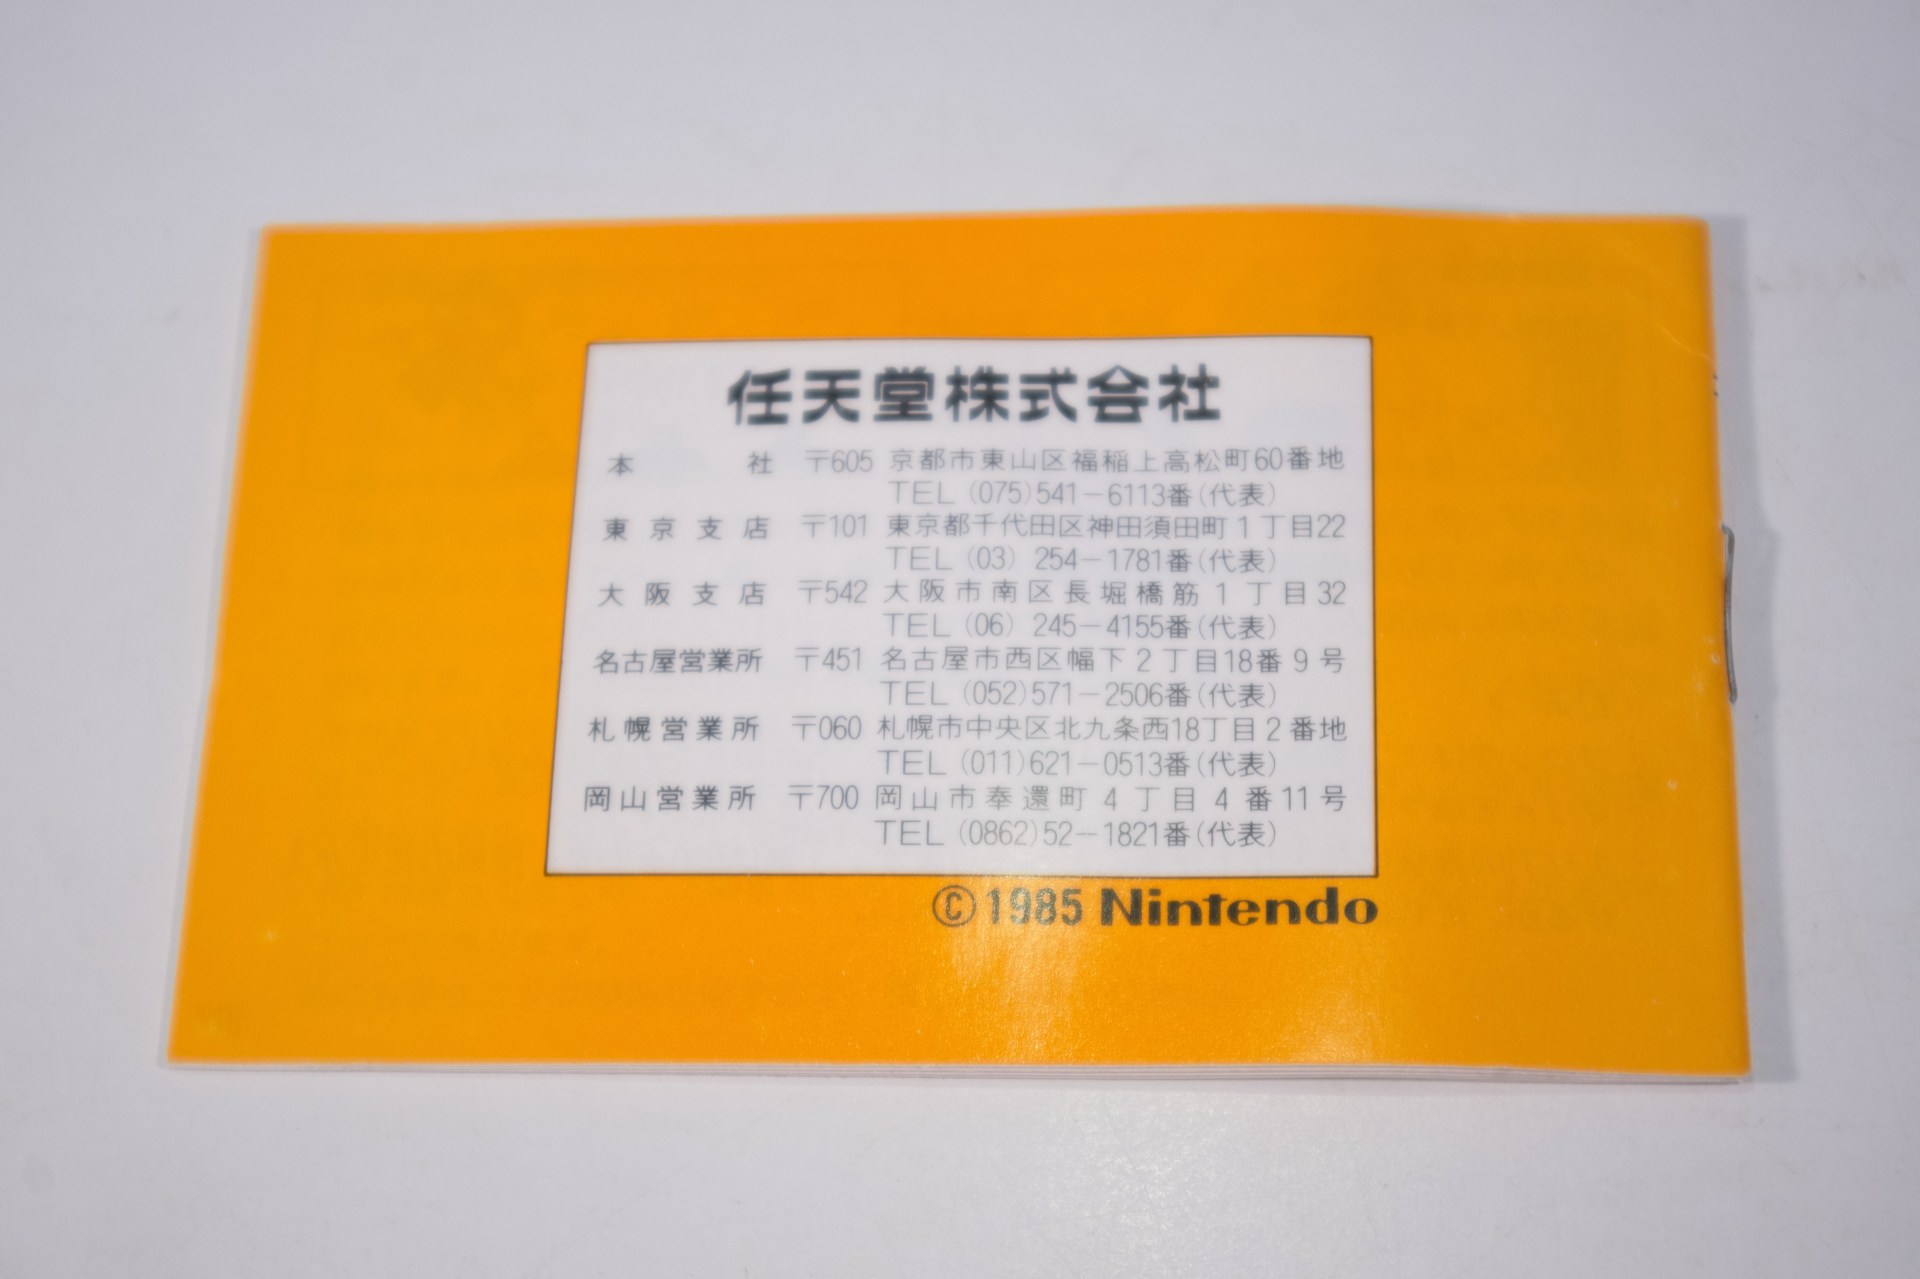 任天堂株式会社
本社 〒605 京都市東山区福稲上高松町60番地
TEL (075)541-6113番(代表)
東京支店 〒101 東京都千代田区神田須田町1丁目22
TEL (03) 254-1781番(代表)
大阪支店 〒542 大阪市南区長堀橋筋1丁目32
TEL (06) 245-4155番(代表)
名古屋営業所 〒451 名古屋市西区幅下2丁目18番9号
TEL (052)571-2506番(代表)
札幌営業所 〒060 札幌市中央区北九条西18丁目2番地
TEL (011)621-0513番(代表)
岡山営業所 〒700 岡山市奉還町4丁目4番11号
TEL (0862)52-1821番(代表)
©1985 Nintendo